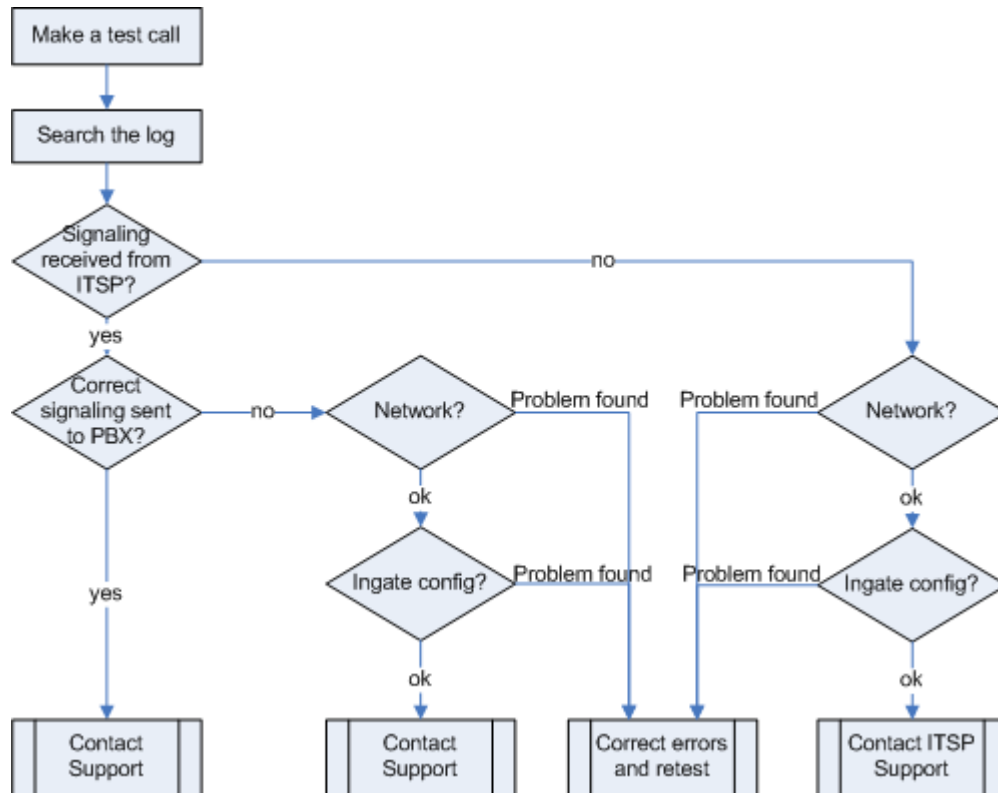 Make a test call
Search the log
Signaling
received from
ITSP?
no
yes
Correct
signaling sent
to PBX?
no
Network?
Problem found
Problem found
Network?
ok
ok
Ingate config?
Problem found
Problem found
Ingate config?
yes
ok
ok
Contact
Support
Contact
Support
Correct errors
and retest
Contact ITSP
Support